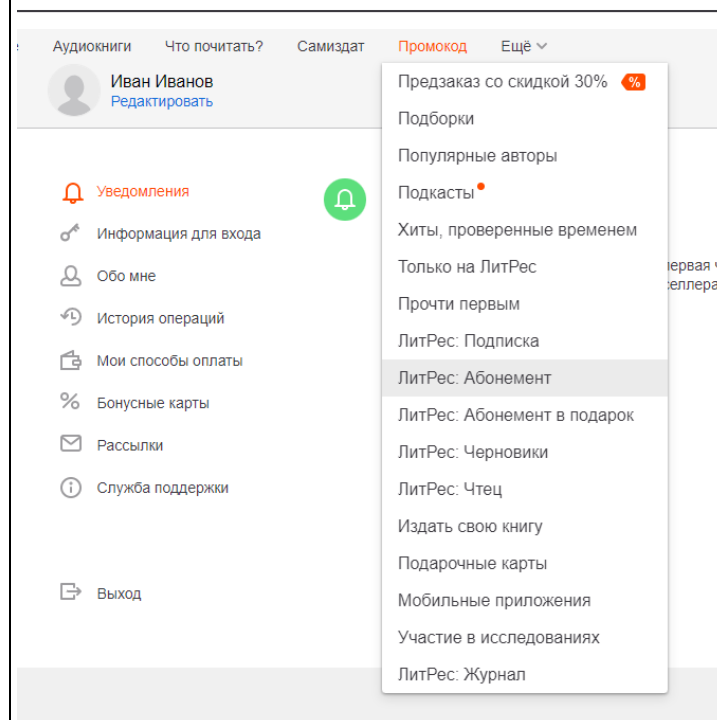 Аудиокниги Что почитать? Самиздат Промокод Ещё
Иван Иванов
Редактировать
Уведомления
Информация для входа
Обо мне
История операций
Мои способы оплаты
Бонусные карты
Рассылки
Служба поддержки
Выход
Предзаказ со скидкой 30% %
Подборки
Популярные авторы
Подкасты
Хиты, проверенные временем
Только на ЛитРес
Прочти первым
ЛитРес: Подписка
ЛитРес: Абонемент
ЛитРес: Абонемент в подарок
ЛитРес: Черновики
ЛитРес: Чтец
Издать свою книгу
Подарочные карты
Мобильные приложения
Участие в исследованиях
ЛитРес: Журнал